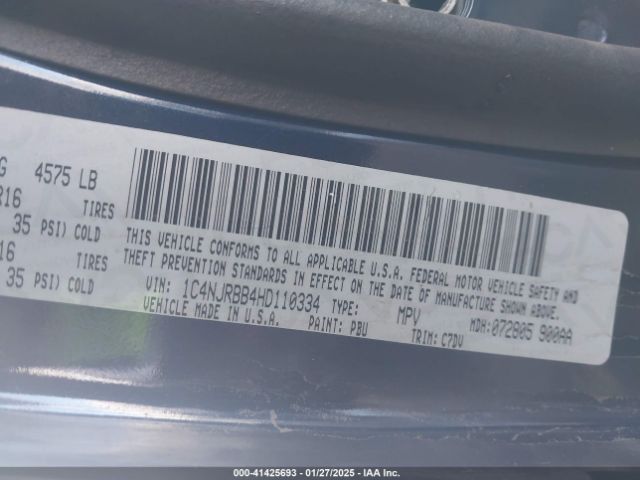 G 4575 LB
R16 TIRES
35 PSI) COLD
16 TIRES
35 PSI) COLD
THIS VEHICLE CONFORMS TO ALL APPLICABLE U.S.A. FEDERAL MOTOR VEHICLE SAFETY AND
THEFT PREVENTION STANDARDS IN EFFECT ON THE DATE OF MANUFACTURE SHOWN ABOVE.
VIN: 1C4NJRBB4HD110334 TYPE: MPV MDH:072805 900AA
VEHICLE MADE IN U.S.A. PAINT: PBU TRIM: C7DV
000-41425693 - 01/27/2025 - IAA Inc.